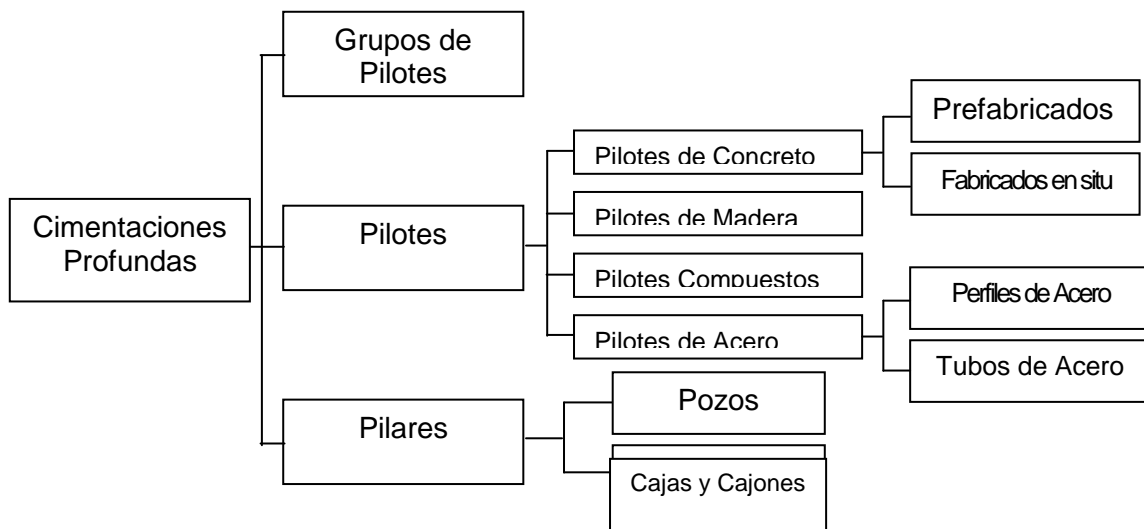 Grupos de
Pilotes
Prefabricados
Pilotes de Concreto
Fabricados en situ
Pilotes de Madera
Cimentaciones
Profundas
Pilotes
Pilotes Compuestos
Perfiles de Acero
Pilotes de Acero
Tubos de Acero
Pozos
Pilares
Cajas y Cajones